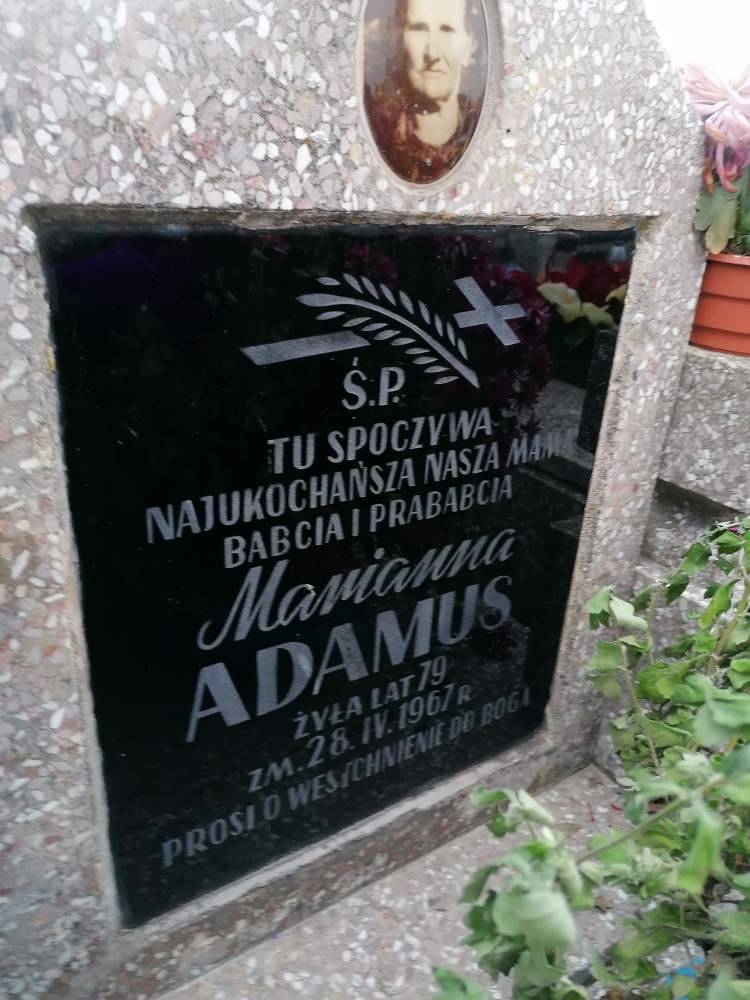 Ś.P.
TU SPOCZYWA
NAJUKOCHAŃSZA NASZA MAMA
BABCIA I PRABABCIA
Marianna
ADAMUS
ŻYŁA LAT 79
ZM. 28. IV. 1967 R
PROSI O WESTCHNIENIE DO BOGA